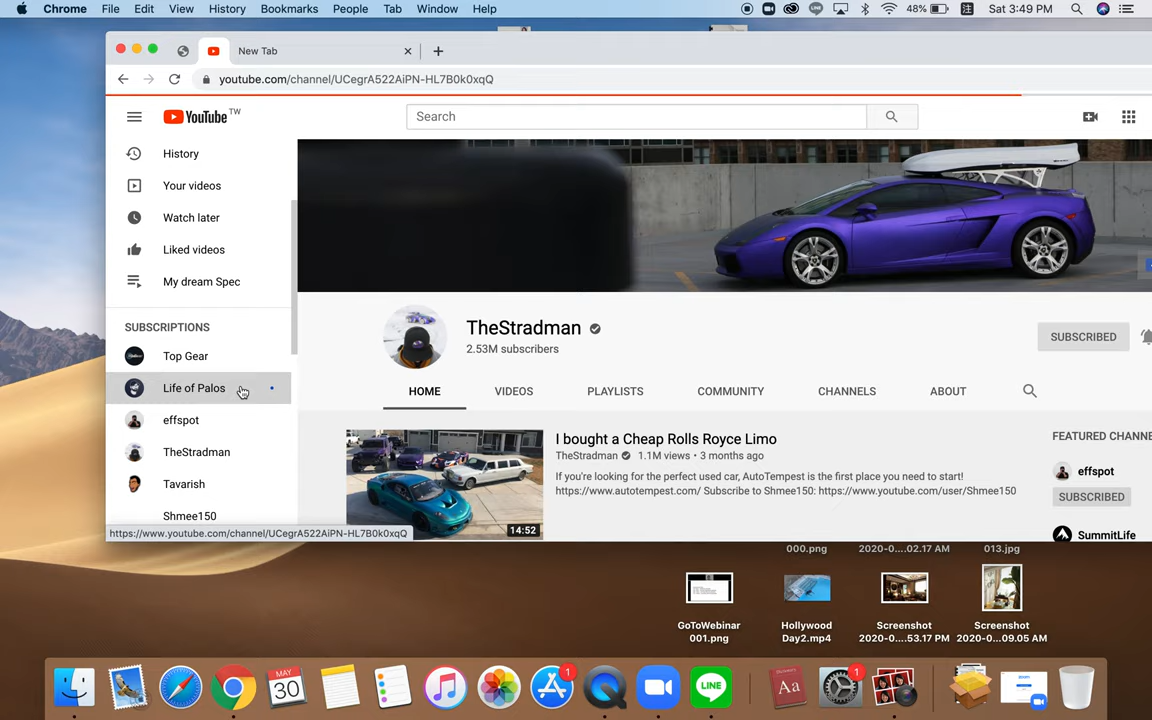 Chrome File Edit View History Bookmarks People Tab Window Help
48% Sat 3:49 PM
New Tab
youtube.com/channel/UCegrA522AiPN-HL7B0k0xqQ
YouTube TW
Search
History
Your videos
Watch later
Liked videos
My dream Spec
SUBSCRIPTIONS
Top Gear
Life of Palos
effspot
TheStradman
Tavarish
Shmee150
https://www.youtube.com/channel/UCegrA522AiPN-HL7B0k0xqQ
TheStradman
2.53M subscribers
SUBSCRIBED
HOME VIDEOS PLAYLISTS COMMUNITY CHANNELS ABOUT
I bought a Cheap Rolls Royce Limo
TheStradman 1.1M views • 3 months ago
If you're looking for the perfect used car, AutoTempest is the first place you need to start!
https://www.autotempest.com/ Subscribe to Shmee150: https://www.youtube.com/user/Shmee150
14:52
FEATURED CHANNE
effspot
SUBSCRIBED
SummitLife
000.png 2020-0....02.17 AM 013.jpg
GoToWebinar
001.png
Hollywood
Day2.mp4
Screenshot
2020-0...53.17 PM
Screenshot
2020-0...09.05 AM
MAY
30
1
LINE
Aa
1